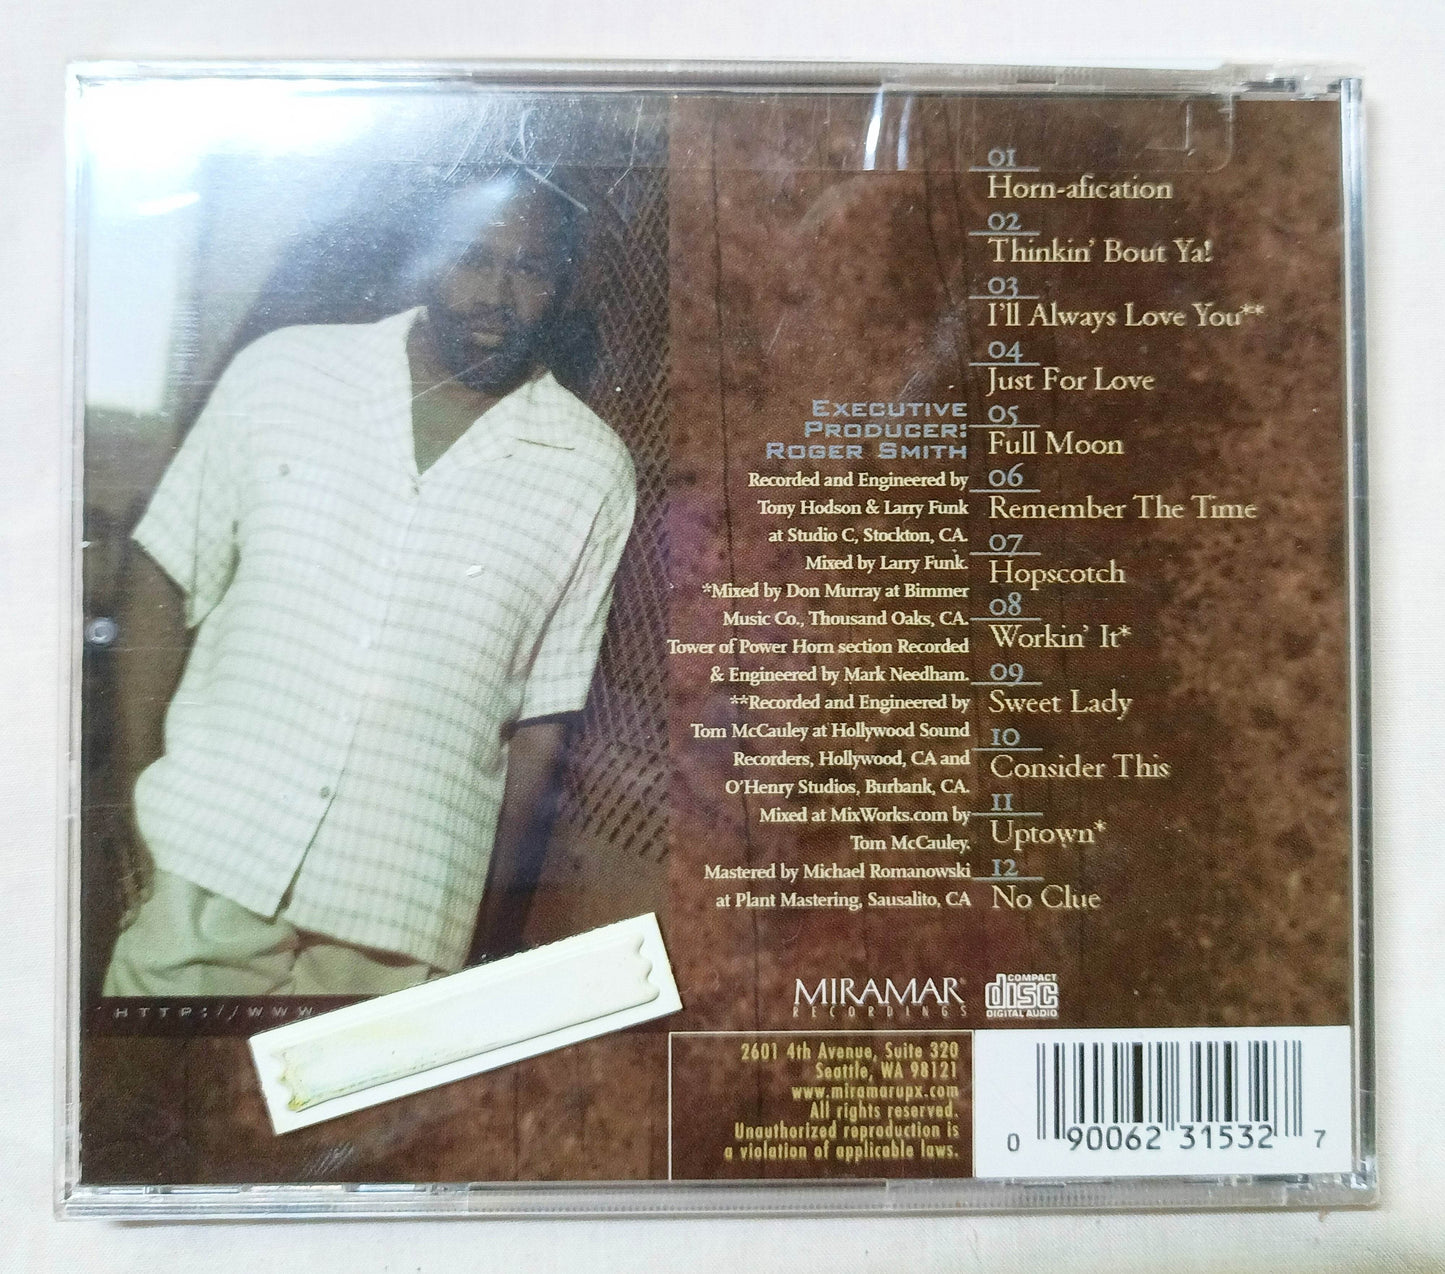 01
Horn-afication
02
Thinkin' Bout Ya!
03
I'll Always Love You**
04
Just For Love
05
Full Moon
06
Remember The Time
07
Hopscotch
08
Workin' It*
09
Sweet Lady
10
Consider This
11
Uptown*
12
No Clue
Executive
Producer:
Roger Smith
Recorded and Engineered by
Tony Hodson & Larry Funk
at Studio C, Stockton, CA.
Mixed by Larry Funk.
*Mixed by Don Murray at Bimmer
Music Co., Thousand Oaks, CA.
Tower of Power Horn section Recorded
& Engineered by Mark Needham.
**Recorded and Engineered by
Tom McCauley at Hollywood Sound
Recorders, Hollywood, CA and
O'Henry Studios, Burbank, CA.
Mixed at MixWorks.com by
Tom McCauley.
Mastered by Michael Romanowski
at Plant Mastering, Sausalito, CA
HTTP://WWW
MIRAMAR
RECORDINGS
COMPACT
disc
DIGITAL AUDIO
2601 4th Avenue, Suite 320
Seattle, WA 98121
www.miramarupx.com
All rights reserved.
Unauthorized reproduction is
a violation of applicable laws.
0 90062 31532 7